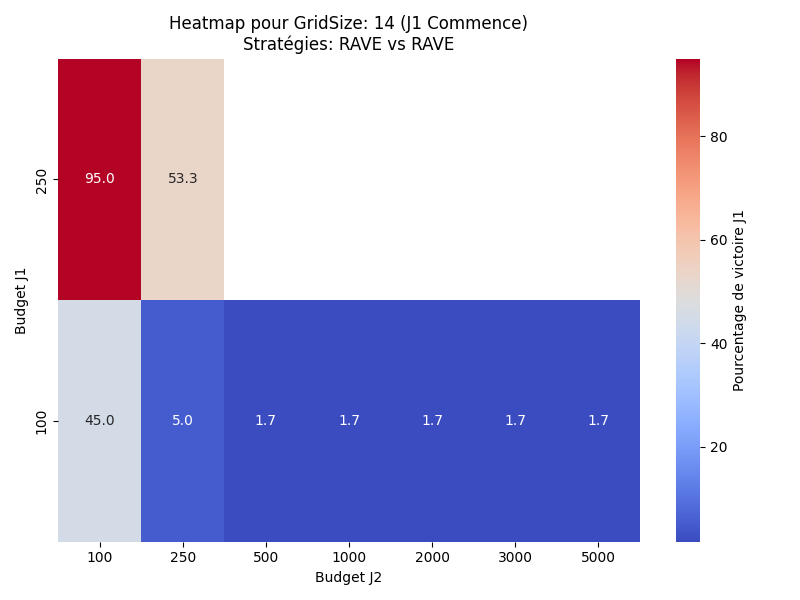 Heatmap pour GridSize: 14 (J1 Commence)
Stratégies: RAVE vs RAVE
Budget J1
250
100
95.0 53.3
45.0 5.0 1.7 1.7 1.7 1.7 1.7
100 250 500 1000 2000 3000 5000
Budget J2
80
60
40
20
Pourcentage de victoire J1